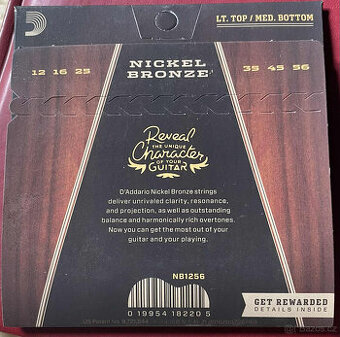 LT. TOP / MED. BOTTOM
NICKEL
BRONZE
12 16 25
35 45 56
Reveal
THE UNIQUE
Character
OF YOUR
GUITAR
D'Addario Nickel Bronze strings
deliver unrivaled clarity, resonance,
and projection, as well as outstanding
balance and harmonically rich overtones.
Now you can get the most out of your
guitar and your playing.
NB1256
0 19954 18220 5
GET REWARDED
DETAILS INSIDE